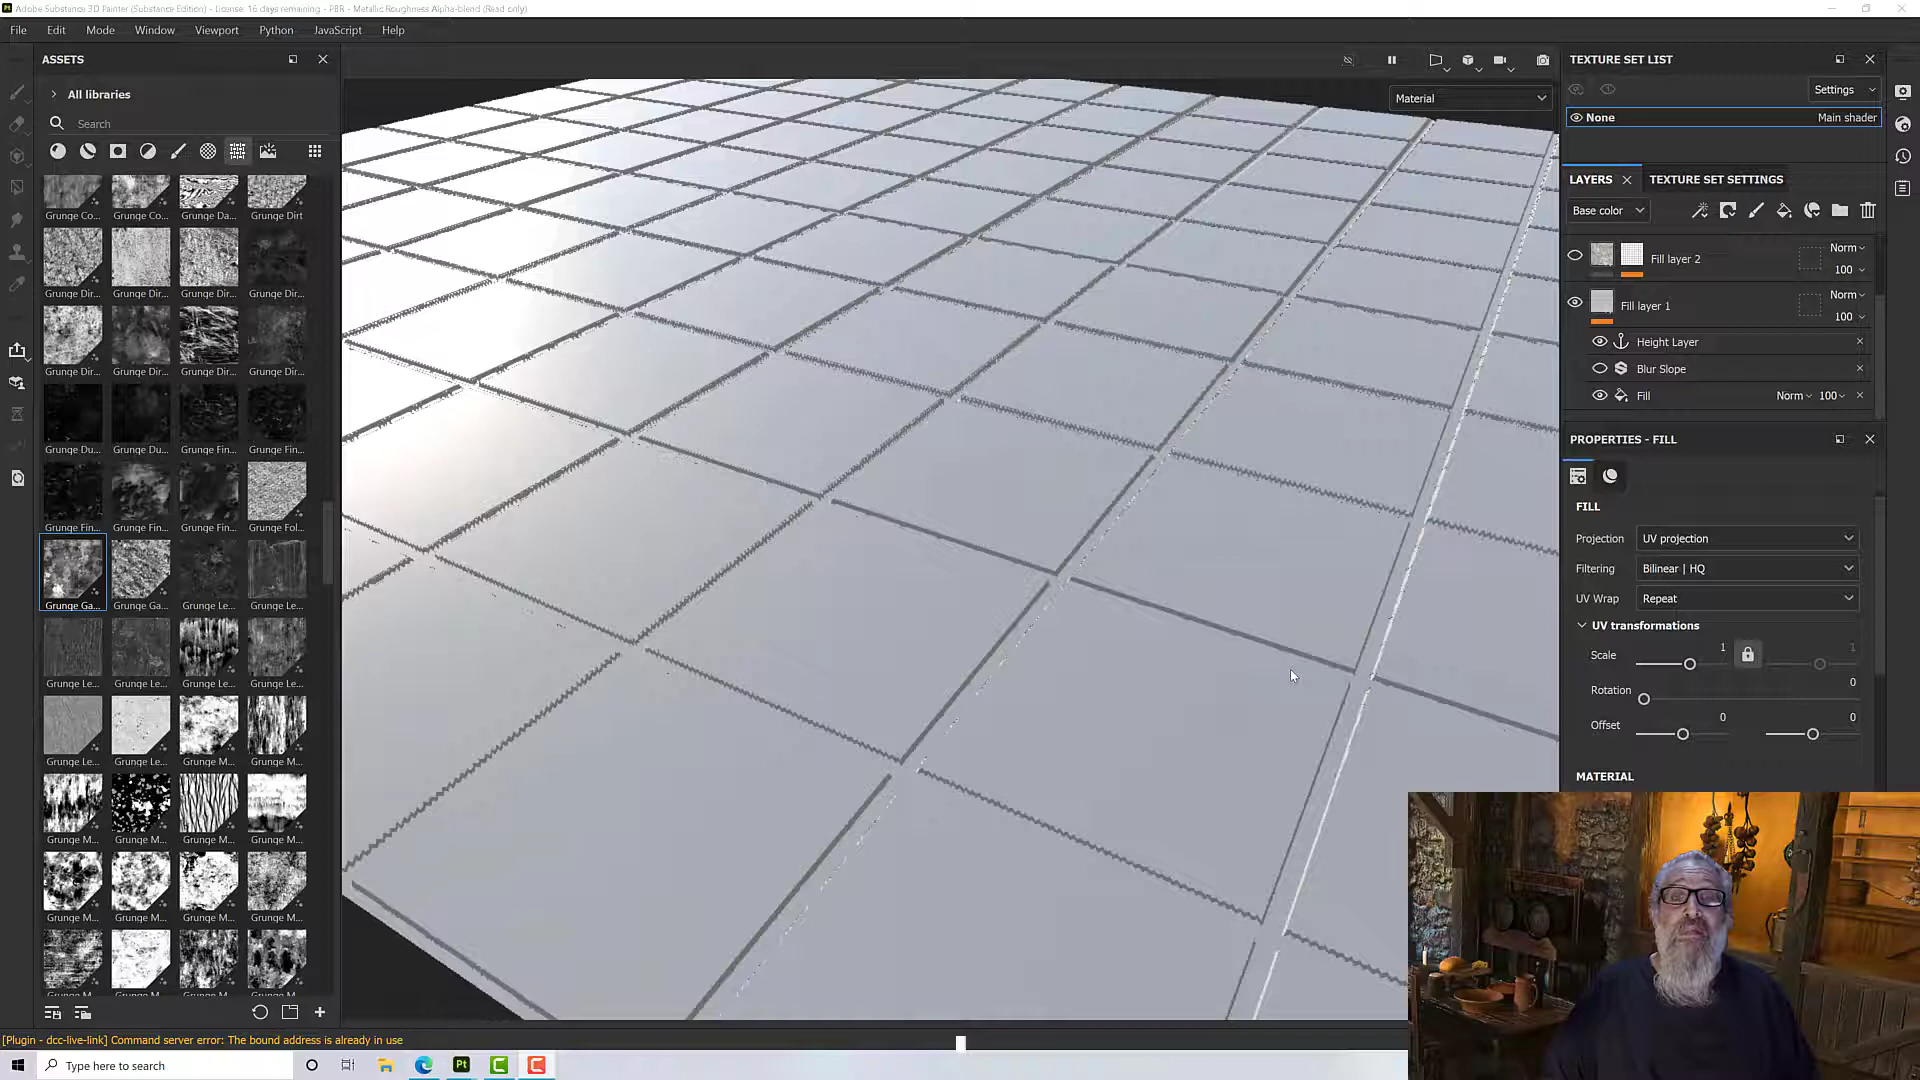 Adobe Substance 3D Painter (Substance Edition) - License: 16 days remaining - PBR - Metallic Roughness Alpha-blend (Read only)
File Edit Mode Window Viewport Python JavaScript Help
ASSETS
All libraries
Search
Grunge Co... Grunge Co... Grunge Da... Grunge Dirt
Grunge Dir... Grunge Dir... Grunge Dir... Grunge Dir...
Grunge Dir... Grunge Dir... Grunge Dir... Grunge Dir...
Grunge Du... Grunge Du... Grunge Fin... Grunge Fin...
Grunge Fin... Grunge Fin... Grunge Fin... Grunge Fol...
Grunge Ga... Grunge Ga... Grunge Le... Grunge Le...
Grunge Le... Grunge Le... Grunge Le... Grunge Le...
Grunge Le... Grunge Le... Grunge M... Grunge M...
Grunge M... Grunge M... Grunge M... Grunge M...
Grunge M... Grunge M... Grunge M... Grunge M...
Grunge M Grunge M Grunge M Grunge M
Material
TEXTURE SET LIST
Settings
None Main shader
LAYERS TEXTURE SET SETTINGS
Base color
Fill layer 2 Norm
100
Fill layer 1 Norm
100
Height Layer
Blur Slope
Fill Norm 100
PROPERTIES - FILL
FILL
Projection UV projection
Filtering Bilinear | HQ
UV Wrap Repeat
UV transformations
Scale 1 1
Rotation 0
Offset 0 0
MATERIAL
[Plugin - dcc-live-link] Command server error: The bound address is already in use
Type here to search
Pt